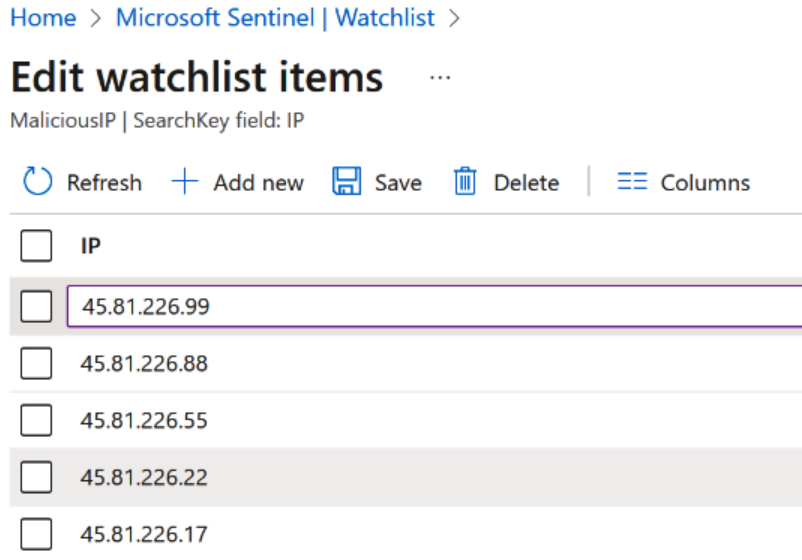 Home > Microsoft Sentinel | Watchlist >
Edit watchlist items ...
MaliciousIP | SearchKey field: IP
Refresh + Add new Save Delete | Columns
IP
45.81.226.99
45.81.226.88
45.81.226.55
45.81.226.22
45.81.226.17